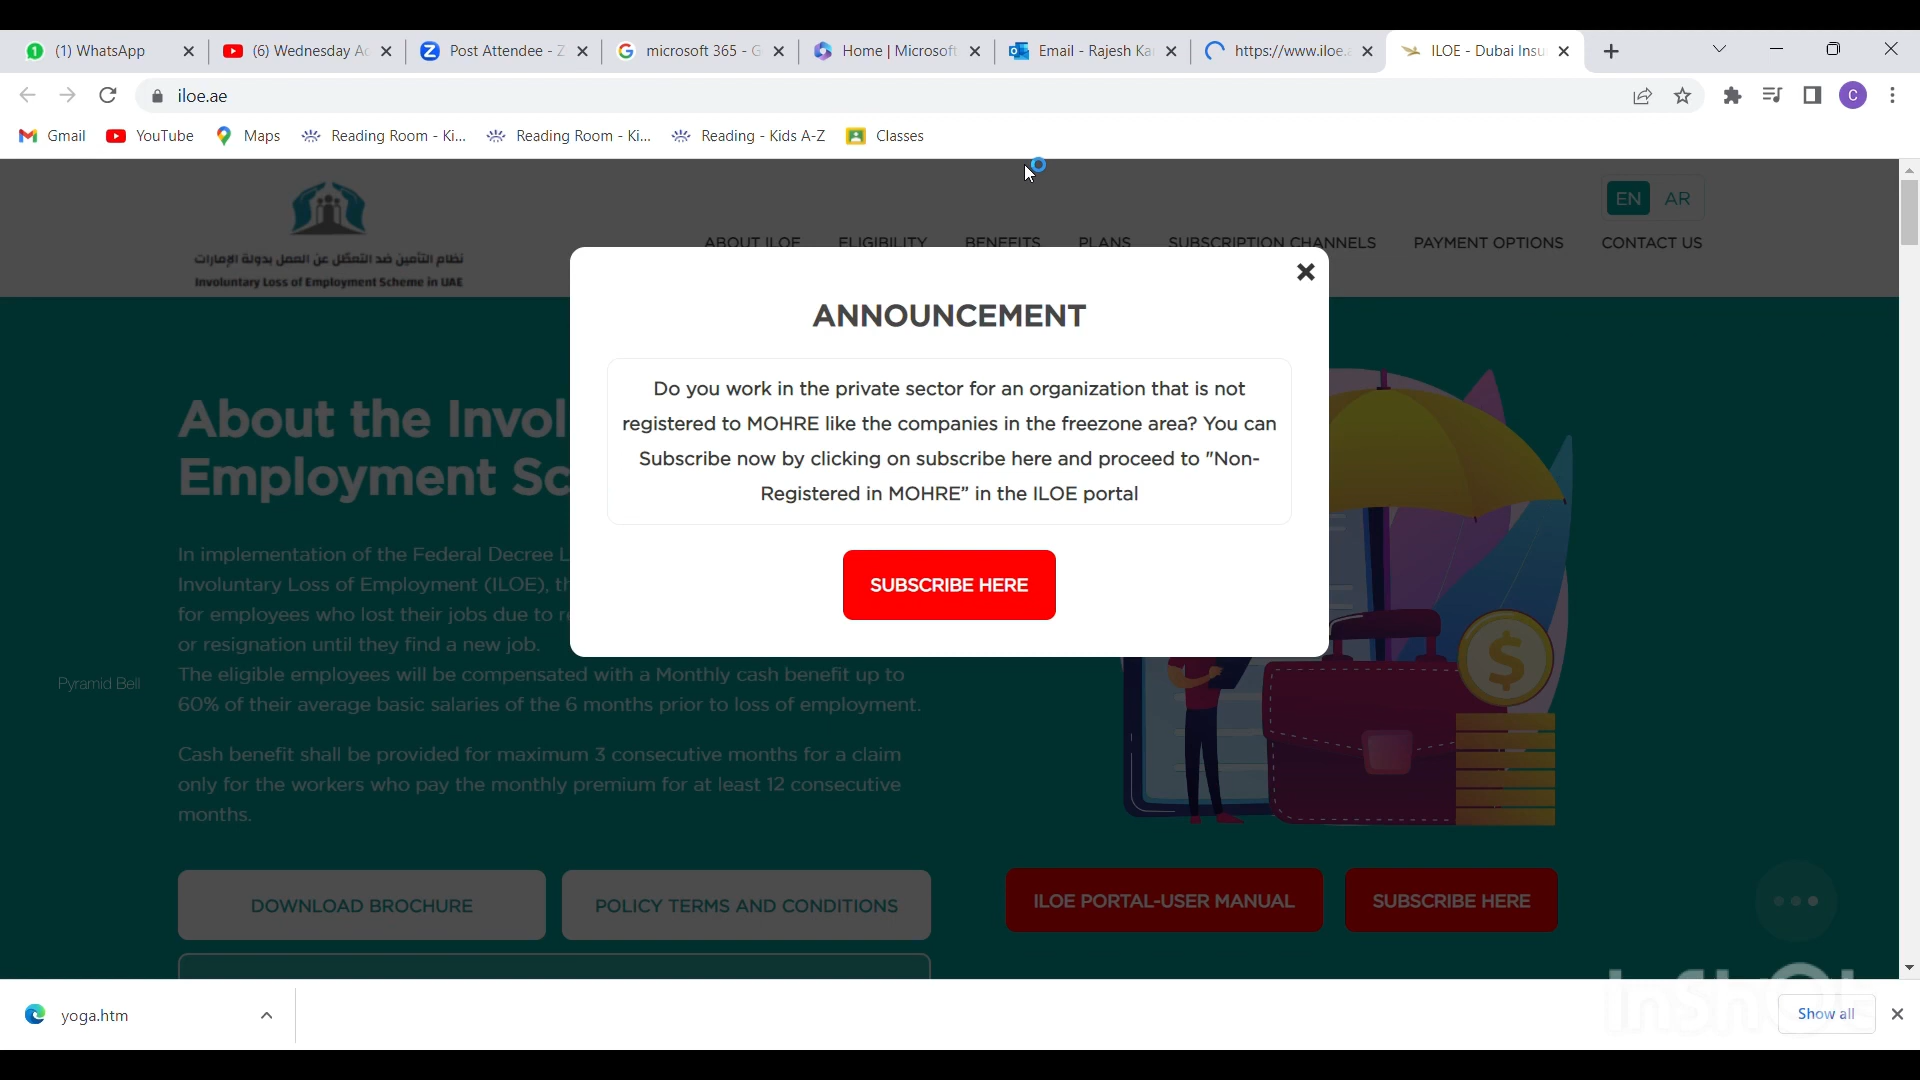 (1) WhatsApp
(6) Wednesday Ac
Post Attendee - Z
microsoft 365 - G
Home | Microsoft
Email - Rajesh Ka
https://www.iloe.a
ILOE - Dubai Insu
iloe.ae
C
Gmail
YouTube
Maps
Reading Room - Ki...
Reading Room - Ki...
Reading - Kids A-Z
Classes
EN AR
نظام التأمين ضد التعطّل عن العمل بدولة الإمارات
Involuntary Loss of Employment Scheme in UAE
ABOUT ILOE
ELIGIBILITY
BENEFITS
PLANS
SUBSCRIPTION CHANNELS
PAYMENT OPTIONS
CONTACT US
ANNOUNCEMENT
Do you work in the private sector for an organization that is not
registered to MOHRE like the companies in the freezone area? You can
Subscribe now by clicking on subscribe here and proceed to "Non-
Registered in MOHRE” in the ILOE portal
SUBSCRIBE HERE
About the Invol
Employment Sc
In implementation of the Federal Decree L
Involuntary Loss of Employment (ILOE), th
for employees who lost their jobs due to re
or resignation until they find a new job.
The eligible employees will be compensated with a Monthly cash benefit up to
60% of their average basic salaries of the 6 months prior to loss of employment.
Pyramid Bell
Cash benefit shall be provided for maximum 3 consecutive months for a claim
only for the workers who pay the monthly premium for at least 12 consecutive
months.
DOWNLOAD BROCHURE
POLICY TERMS AND CONDITIONS
ILOE PORTAL-USER MANUAL
SUBSCRIBE HERE
yoga.htm
Show all
InShOt